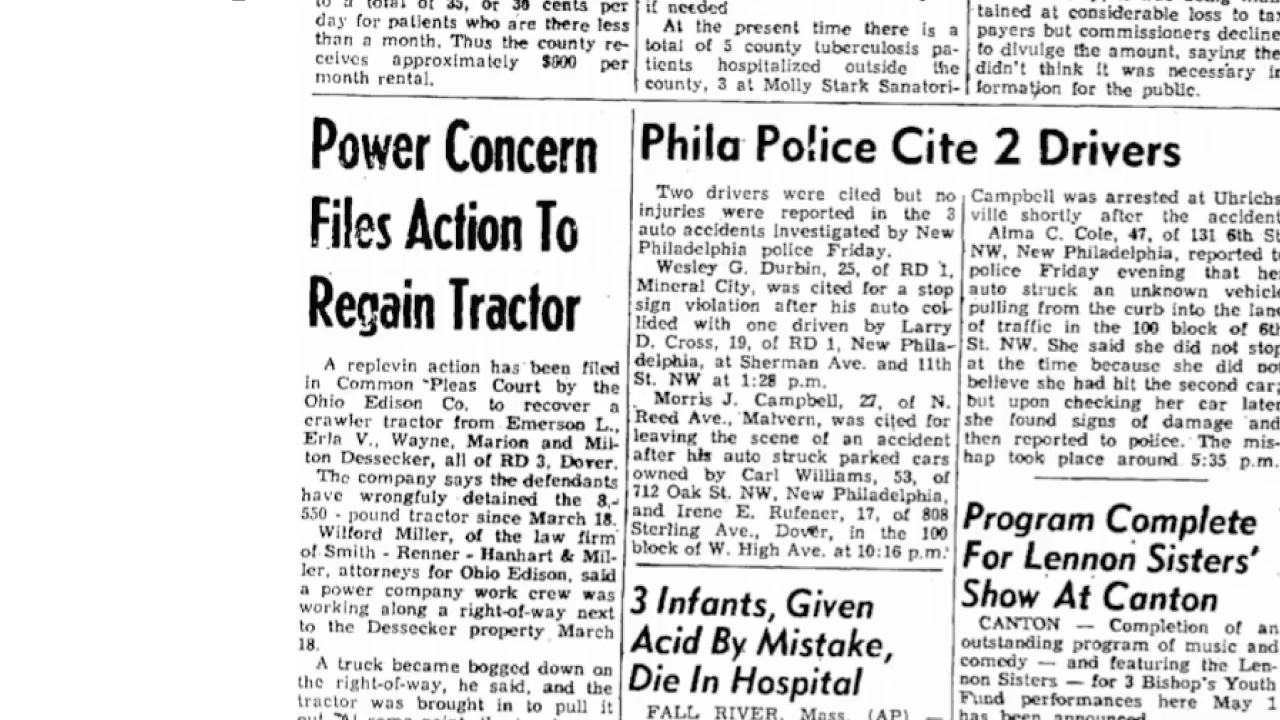 to a total of 35, or 36 cents per
day for patients who are there less
than a month. Thus the county re-
ceives approximately $800 per
month rental.
if needed
At the present time there is a
total of 5 county tuberculosis pa-
tients hospitalized outside the
county, 3 at Molly Stark Sanatori-
tained at considerable loss to tax
payers but commissioners decline
to divulge the amount, saying the
didn't think it was necessary in
formation for the public.
Power Concern
Files Action To
Regain Tractor
A replevin action has been filed
in Common Pleas Court by the
Ohio Edison Co. to recover a
crawler tractor from Emerson L.,
Erla V., Wayne, Marion and Mil-
ton Dessecker, all of RD 3, Dover.
The company says the defendants
have wrongfuly detained the 8,-
550 - pound tractor since March 18.
Wilford Miller, of the law firm
of Smith - Renner - Hanhart & Mil-
ler, attorneys for Ohio Edison, said
a power company work crew was
working along a right-of-way next
to the Dessecker property March
18.
A truck became bogged down on
the right-of-way, he said, and the
tractor was brought in to pull it
Phila Police Cite 2 Drivers
Two drivers were cited but no
injuries were reported in the 3
auto accidents investigated by New
Philadelphia police Friday.
Wesley G. Durbin, 25, of RD 1,
Mineral City, was cited for a stop
sign violation after his auto col-
lided with one driven by Larry
D. Cross, 19, of RD 1, New Phila-
delphia, at Sherman Ave. and 11th
St. NW at 1:28 p.m.
Morris J. Campbell, 27, of N.
Reed Ave., Malvern, was cited for
leaving the scene of an accident
after his auto struck parked cars
owned by Carl Williams, 53, of
712 Oak St. NW, New Philadelphia,
and Irene E. Rufener, 17, of 808
Sterling Ave., Dover, in the 100
block of W. High Ave. at 10:16 p.m.
Campbell was arrested at Uhrichs
ville shortly after the accident
Alma C. Cole, 47, of 131 6th St
NW, New Philadelphia, reported to
police Friday evening that her
auto struck an unknown vehicle
pulling from the curb into the lane
of traffic in the 100 block of 6th
St. NW. She said she did not stop
at the time because she did not
believe she had hit the second car;
but upon checking her car later
she found signs of damage and
then reported to police. The mis-
hap took place around 5:35 p.m.
3 Infants, Given
Acid By Mistake,
Die In Hospital
FALL RIVER, Mass. (AP) —
Program Complete
For Lennon Sisters'
Show At Canton
CANTON — Completion of an
outstanding program of music and
comedy — and featuring the Len-
non Sisters — for 3 Bishop's Youth
Fund performances here May 1
has been announced